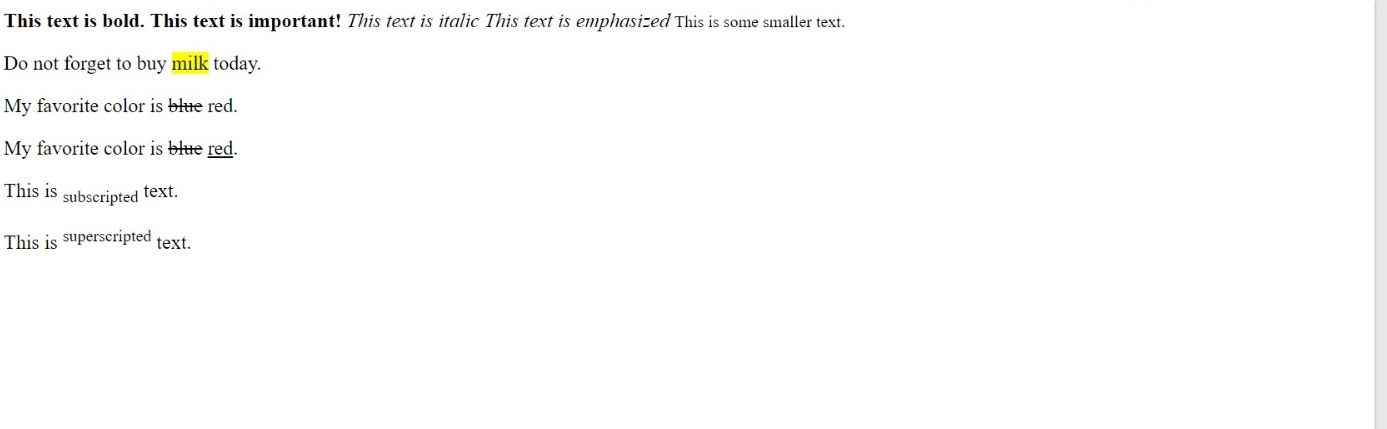 This text is bold. This text is important! This text is italic This text is emphasized This is some smaller text.
Do not forget to buy milk today.
My favorite color is blue red.
My favorite color is blue red.
This is subscripted text.
This is superscripted text.